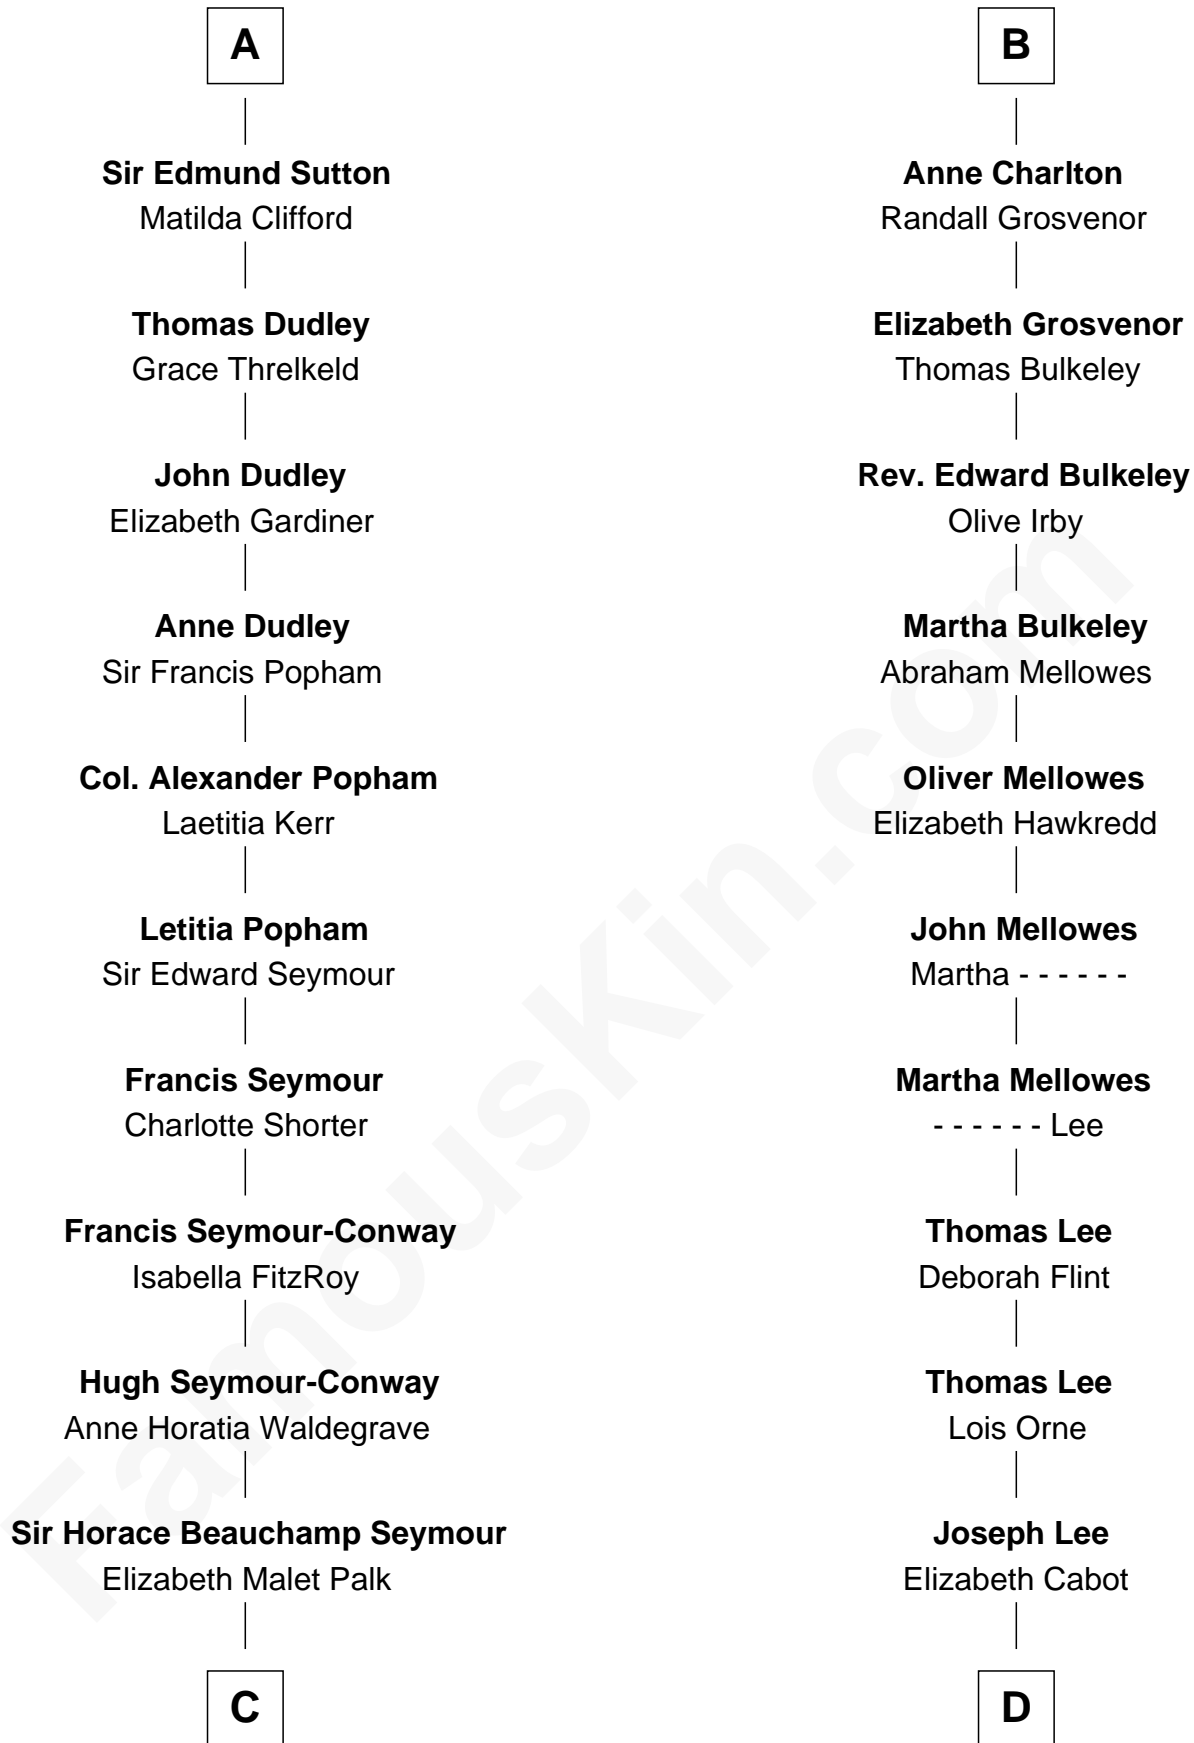 A
Sir Edmund Sutton
Matilda Clifford
Thomas Dudley
Grace Threlkeld
John Dudley
Elizabeth Gardiner
Anne Dudley
Sir Francis Popham
Col. Alexander Popham
Laetitia Kerr
Letitia Popham
Sir Edward Seymour
Francis Seymour
Charlotte Shorter
Francis Seymour-Conway
Isabella FitzRoy
Hugh Seymour-Conway
Anne Horatia Waldegrave
Sir Horace Beauchamp Seymour
Elizabeth Malet Palk
C
B
Anne Charlton
Randall Grosvenor
Elizabeth Grosvenor
Thomas Bulkeley
Rev. Edward Bulkeley
Olive Irby
Martha Bulkeley
Abraham Mellowes
Oliver Mellowes
Elizabeth Hawkredd
John Mellowes
Martha - - - - - -
Martha Mellowes
- - - - - - Lee
Thomas Lee
Deborah Flint
Thomas Lee
Lois Orne
Joseph Lee
Elizabeth Cabot
D
FamousKin.com